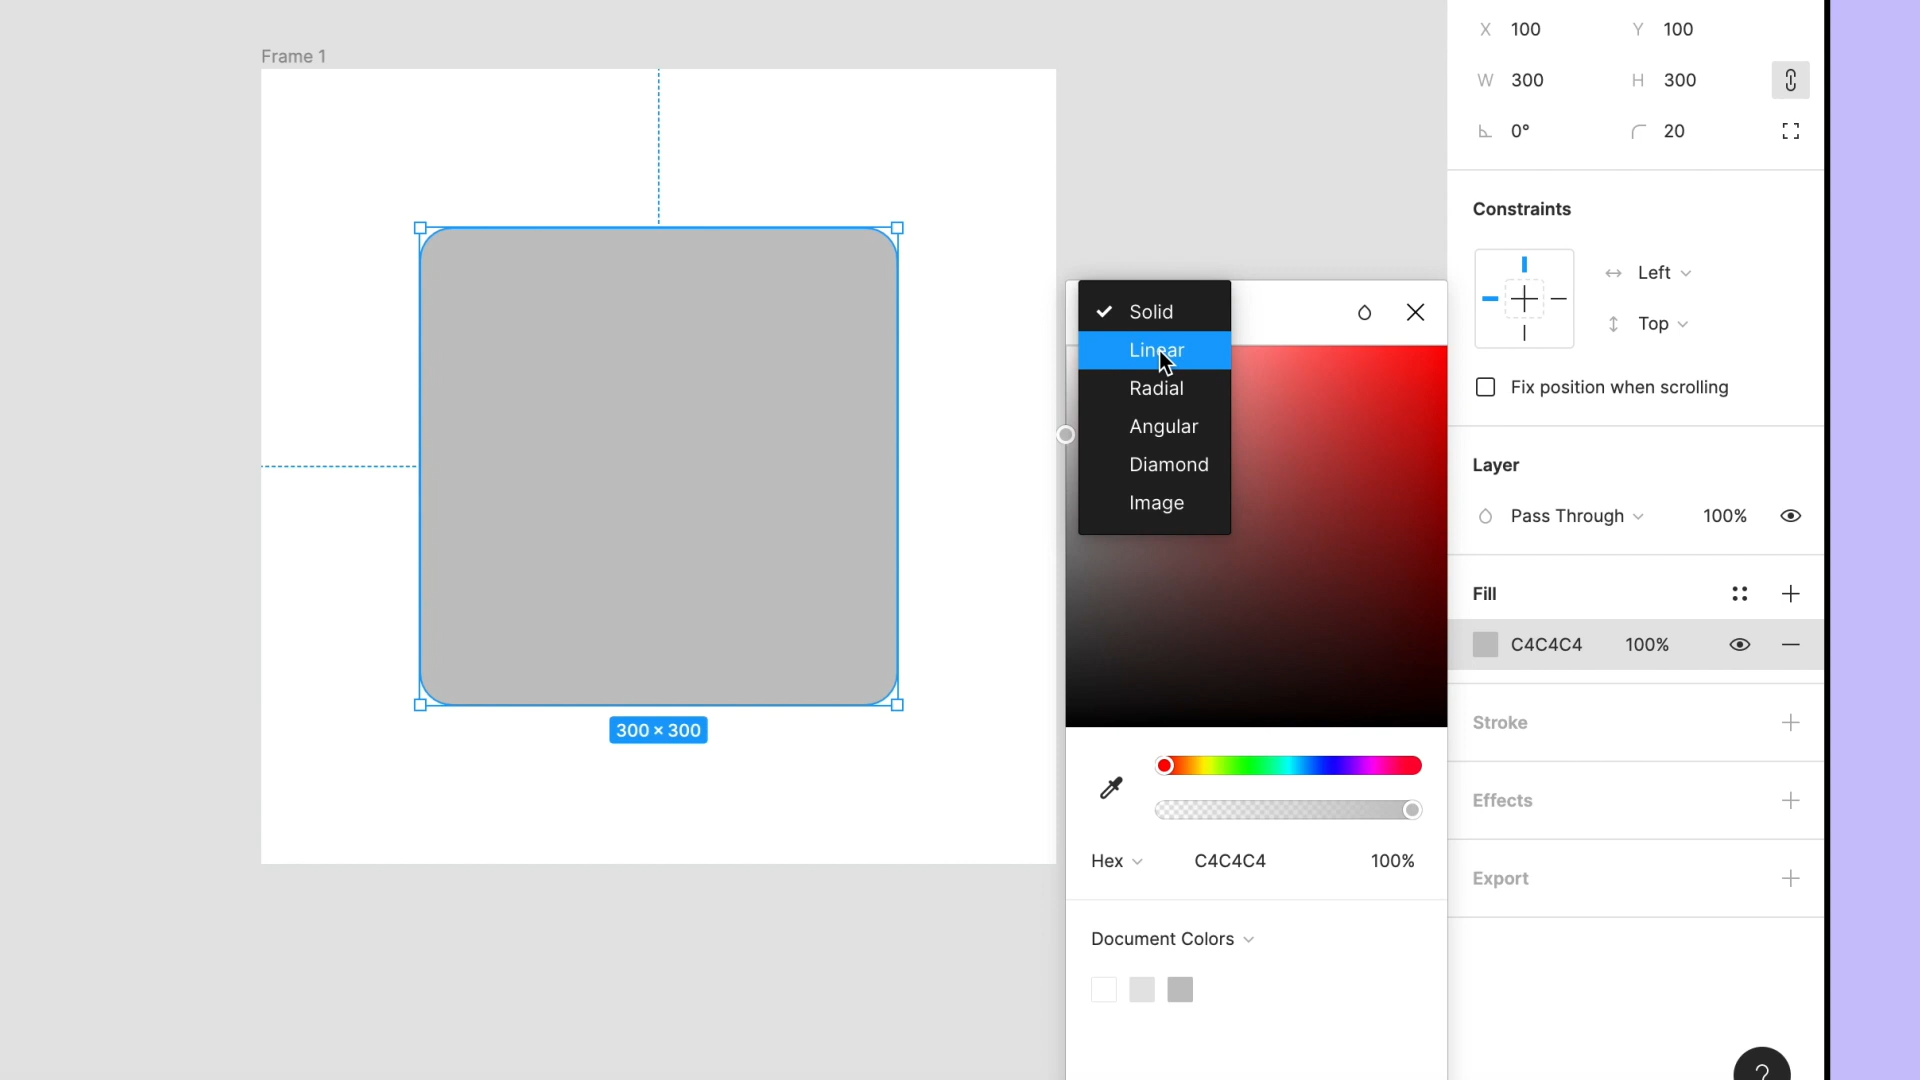 Frame 1
300 × 300
Solid
Linear
Radial
Angular
Diamond
Image
Hex C4C4C4 100%
Document Colors
X 100 Y 100
W 300 H 300
0° 20
Constraints
Left
Top
Fix position when scrolling
Layer
Pass Through 100%
Fill
C4C4C4 100%
Stroke
Effects
Export
?